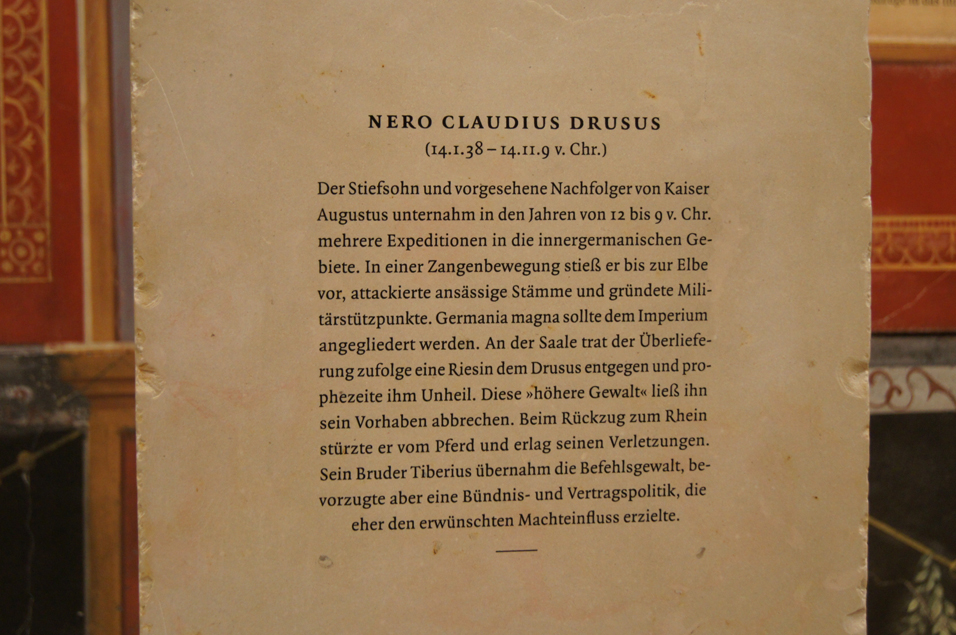 NERO CLAUDIUS DRUSUS
(14.1.38 – 14.11.9 v. Chr.)
Der Stiefsohn und vorgesehene Nachfolger von Kaiser
Augustus unternahm in den Jahren von 12 bis 9 v. Chr.
mehrere Expeditionen in die innergermanischen Ge-
biete. In einer Zangenbewegung stieß er bis zur Elbe
vor, attackierte ansässige Stämme und gründete Mili-
tärstützpunkte. Germania magna sollte dem Imperium
angegliedert werden. An der Saale trat der Überliefe-
rung zufolge eine Riesin dem Drusus entgegen und pro-
phezeite ihm Unheil. Diese »höhere Gewalt« ließ ihn
sein Vorhaben abbrechen. Beim Rückzug zum Rhein
stürzte er vom Pferd und erlag seinen Verletzungen.
Sein Bruder Tiberius übernahm die Befehlsgewalt, be-
vorzugte aber eine Bündnis- und Vertragspolitik, die
eher den erwünschten Machteinfluss erzielte.